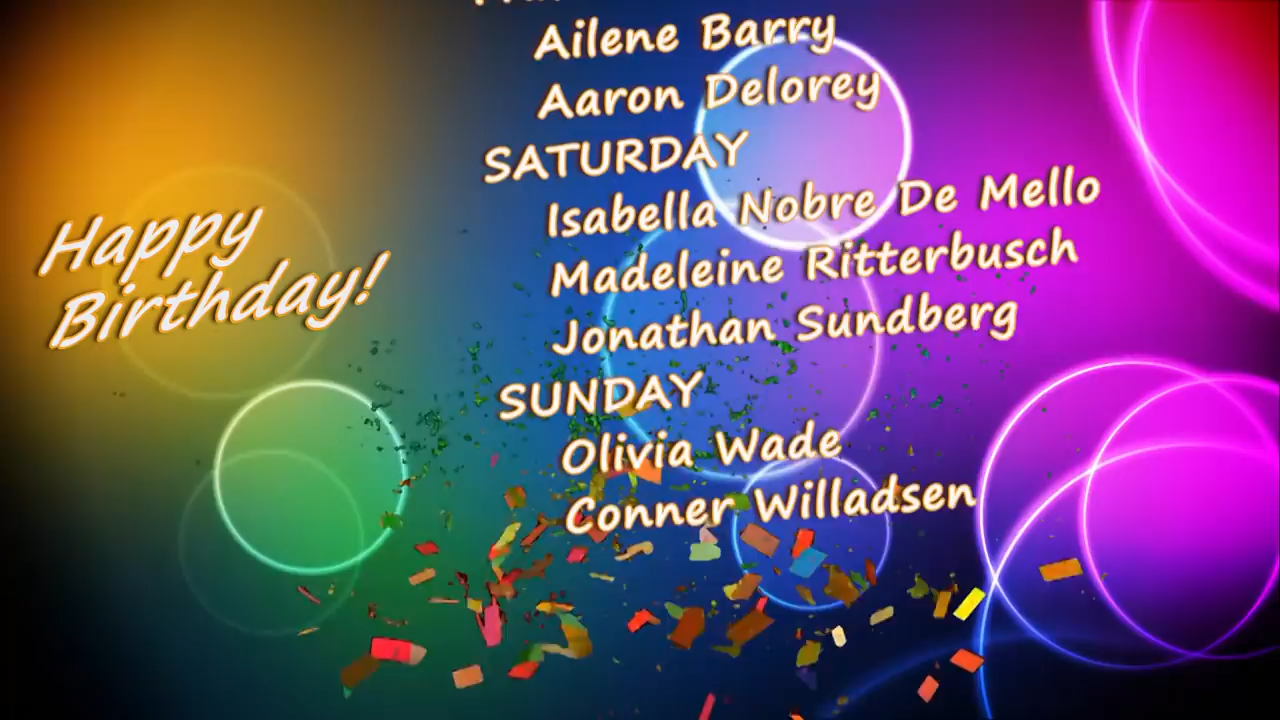 Happy
Birthday!
Ailene Barry
Aaron Delorey
SATURDAY
Isabella Nobre De Mello
Madeleine Ritterbusch
Jonathan Sundberg
SUNDAY
Olivia Wade
Conner Willadsen